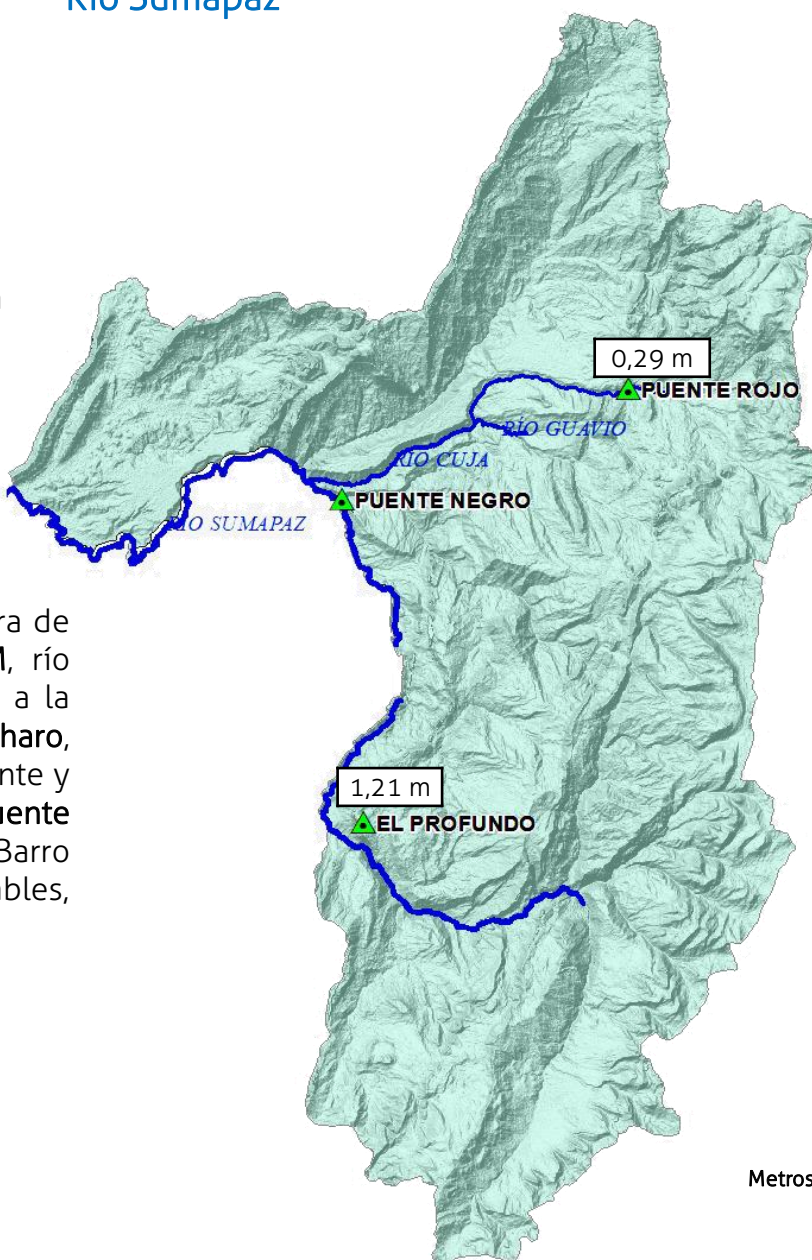 Río Sumapaz
0,29 m
PUENTE ROJO
RÍO GUAVIO
RÍO CUJA
PUENTE NEGRO
RÍO SUMAPAZ
ra de
M, río
a la
haro,
nte y
uente
Barro
ables,
1,21 m
EL PROFUNDO
Metros